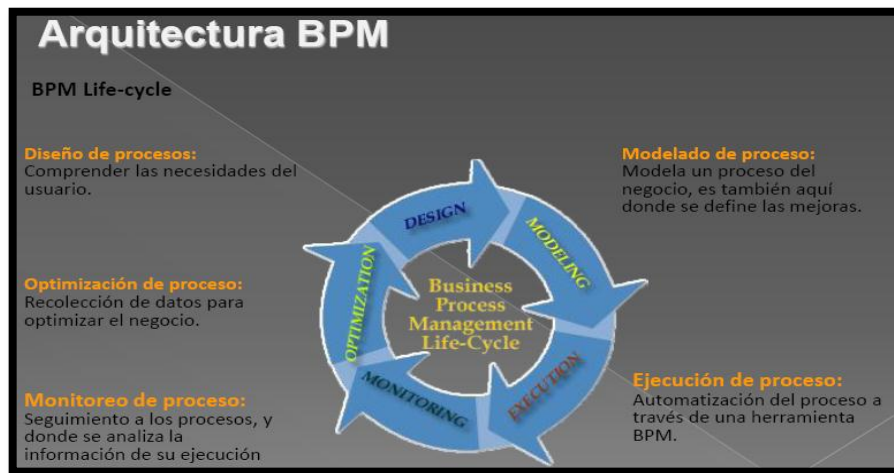 Arquitectura BPM
BPM Life-cycle
Diseño de procesos:
Comprender las necesidades del
usuario.
Modelado de proceso:
Modela un proceso del
negocio, es también aquí
donde se define las mejoras.
DESIGN
MODELING
EXECUTION
MONITORING
OPTIMIZATION
Business
Process
Management
Life-Cycle
Optimización de proceso:
Recolección de datos para
optimizar el negocio.
Ejecución de proceso:
Automatización del proceso a
través de una herramienta
BPM.
Monitoreo de proceso:
Seguimiento a los procesos, y
donde se analiza la
información de su ejecución